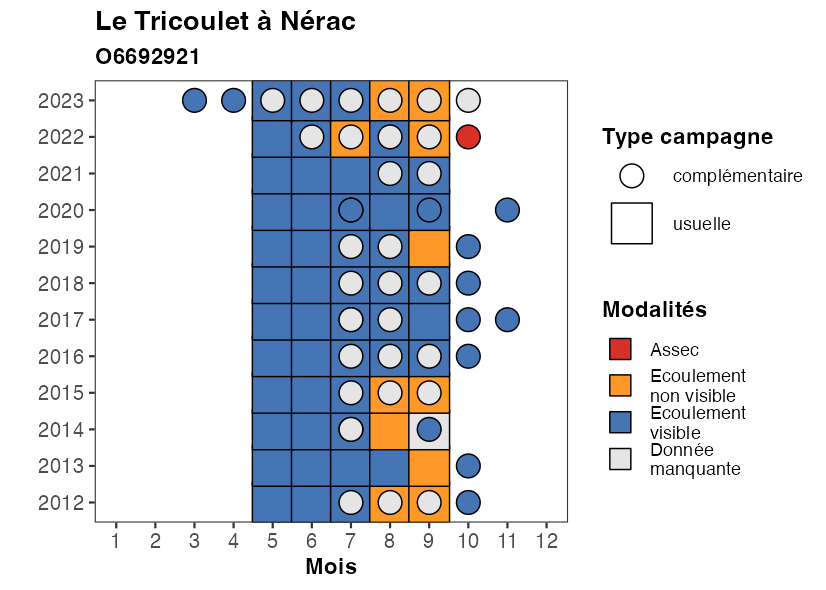 Le Tricoulet à Nérac
O6692921
2023
2022
2021
2020
2019
2018
2017
2016
2015
2014
2013
2012
1 2 3 4 5 6 7 8 9 10 11 12
Mois
Type campagne
complémentaire
usuelle
Modalités
Assec
Ecoulement
non visible
Ecoulement
visible
Donnée
manquante